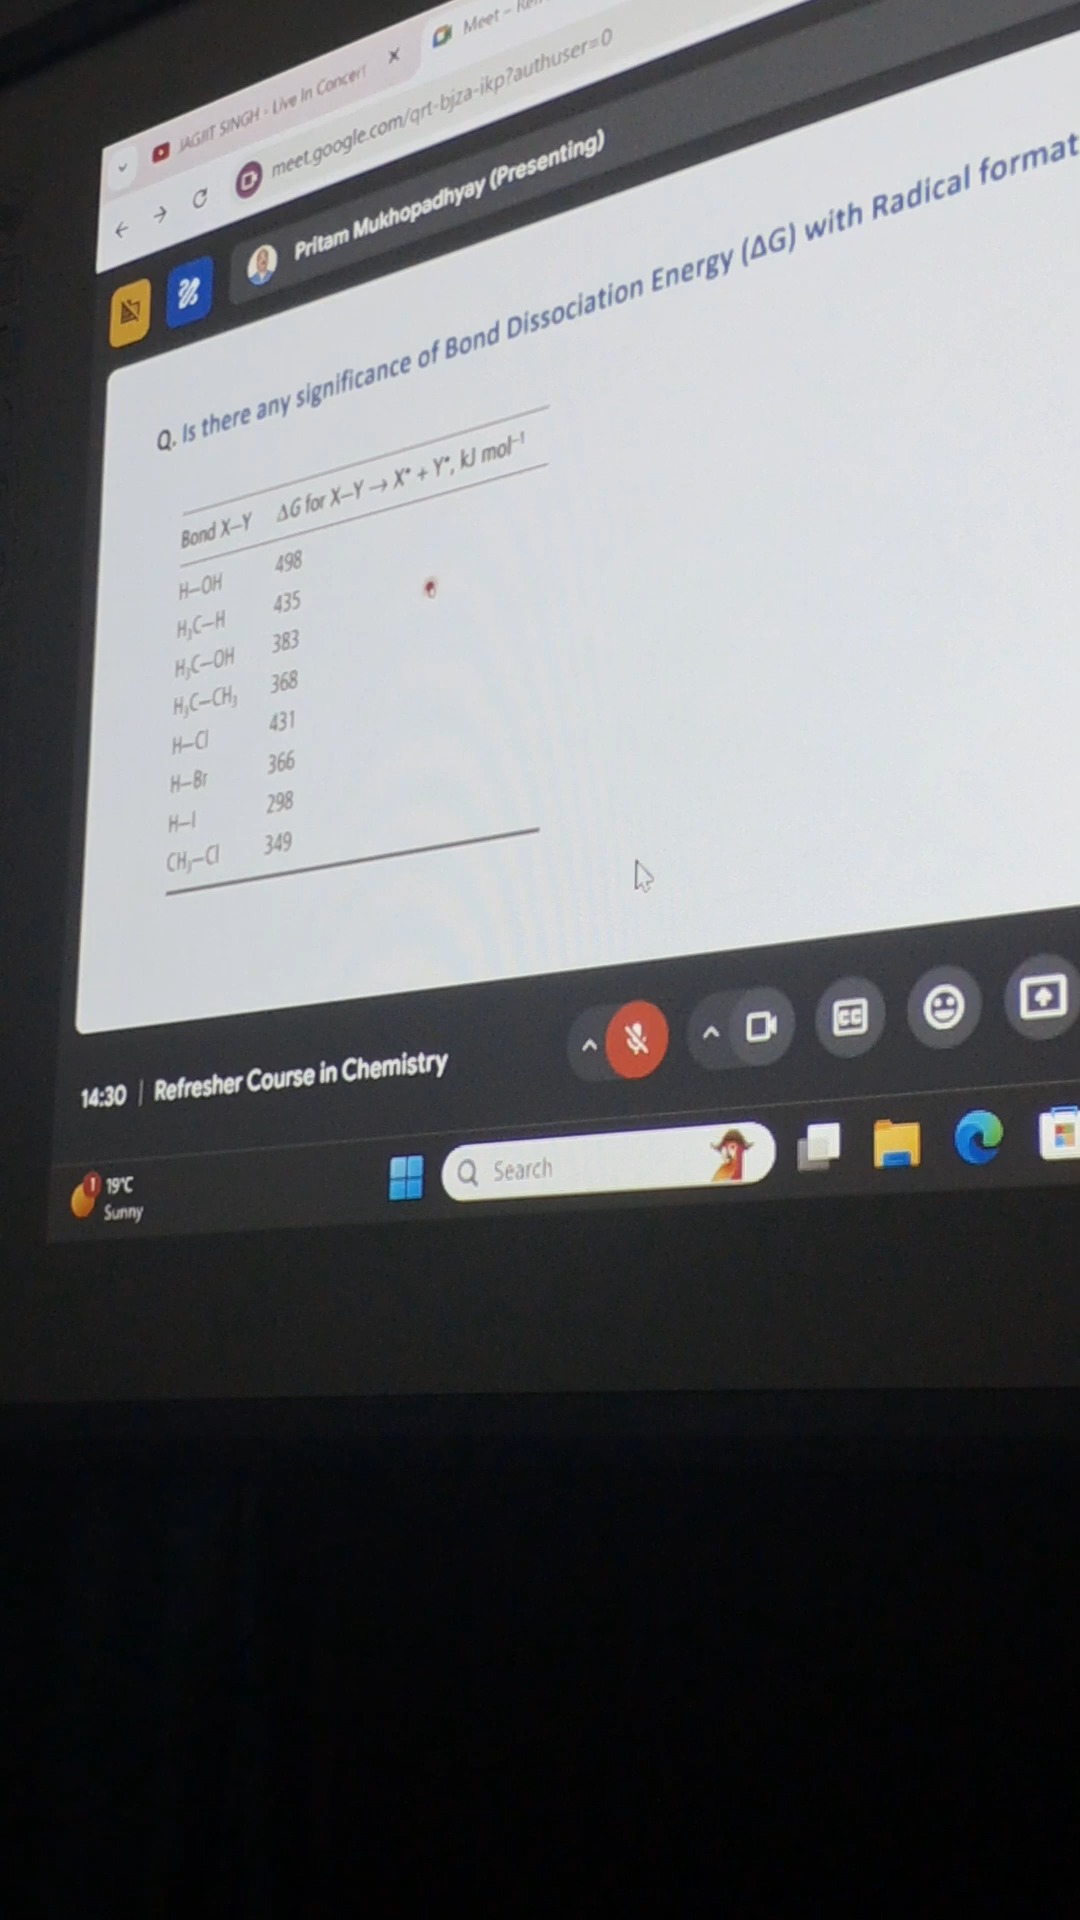 JAGJIT SINGH - Live In Concert
Meet –
meet.google.com/qrt-bjza-ikp?authuser=0
Pritam Mukhopadhyay (Presenting)
Q. Is there any significance of Bond Dissociation Energy (ΔG) with Radical format
Bond X–Y ΔG for X–Y → X• + Y•, kJ mol⁻¹
H–OH 498
H₃C–H 435
H₃C–OH 383
H₃C–CH₃ 368
H–Cl 431
H–Br 366
H–I 298
CH₃–Cl 349
CC
14:30 | Refresher Course in Chemistry
1
19°C
Sunny
Search